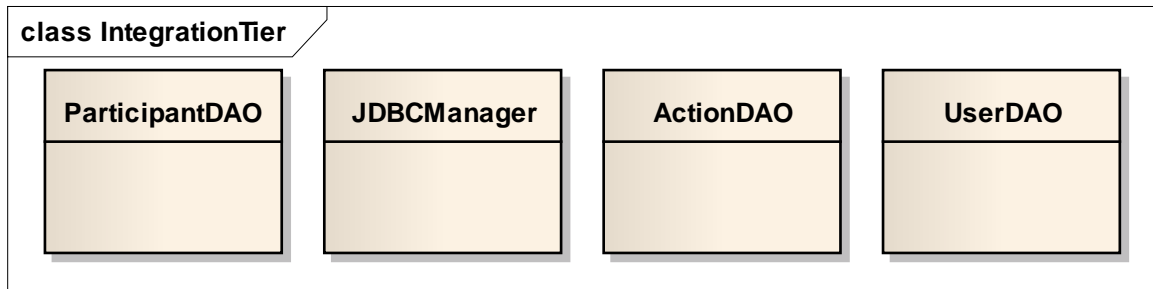 class IntegrationTier
ParticipantDAO
JDBCManager
ActionDAO
UserDAO